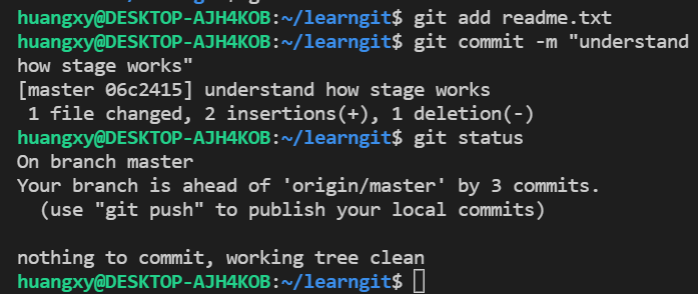 huangxy@DESKTOP-AJH4KOB:~/learngit$ git add readme.txt
huangxy@DESKTOP-AJH4KOB:~/learngit$ git commit -m "understand
how stage works"
[master 06c2415] understand how stage works
 1 file changed, 2 insertions(+), 1 deletion(-)
huangxy@DESKTOP-AJH4KOB:~/learngit$ git status
On branch master
Your branch is ahead of 'origin/master' by 3 commits.
  (use "git push" to publish your local commits)

nothing to commit, working tree clean
huangxy@DESKTOP-AJH4KOB:~/learngit$